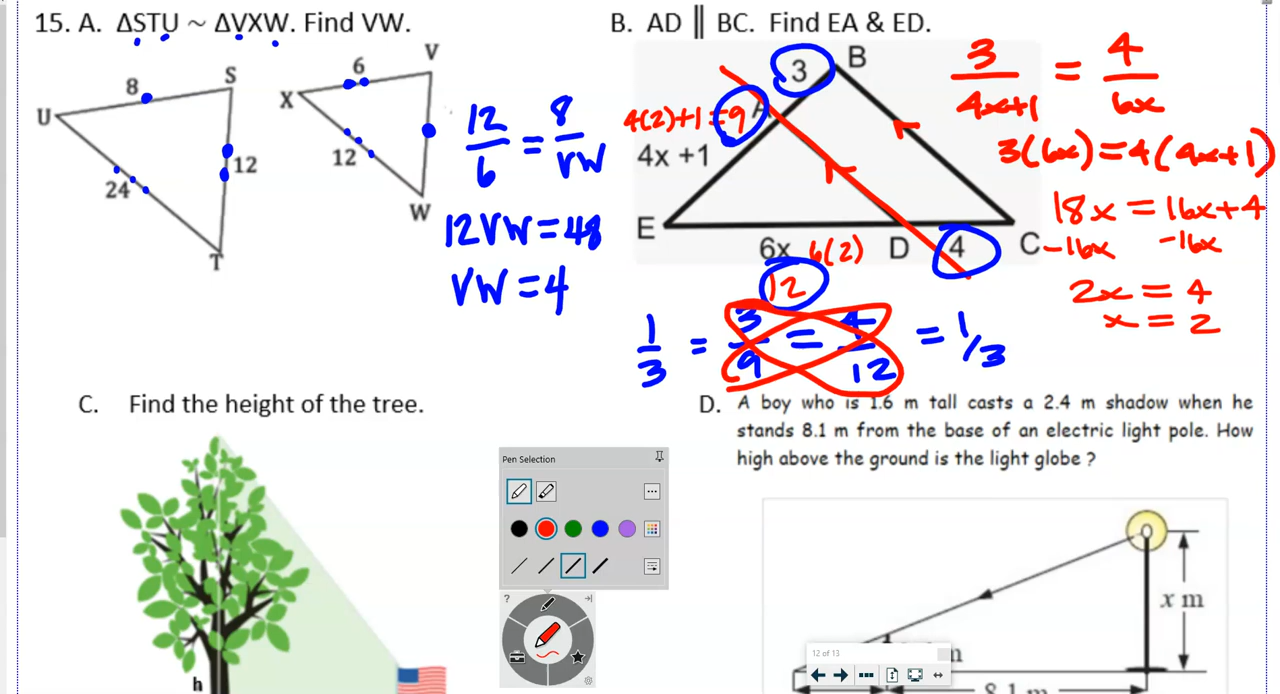 15. A. ΔSTU ~ ΔVXW. Find VW.
8
S
U
12
24
T
6
V
X
12
W
12/6 = 8/VW
12VW = 48
VW = 4
B. AD ∥ BC. Find EA & ED.
3
B
A
4(2)+1=9
4x +1
E
6x
6(2)
12
D
4
C
3/4x+1 = 4/6x
3(6x)=4(4x+1)
18x = 16x+4
-16x -16x
2x = 4
x = 2
1/3 = 3/9 = 4/12 = 1/3
C. Find the height of the tree.
h
D. A boy who is 1.6 m tall casts a 2.4 m shadow when he
stands 8.1 m from the base of an electric light pole. How
high above the ground is the light globe ?
x m
m
8.1 m
Pen Selection
?
12 of 13